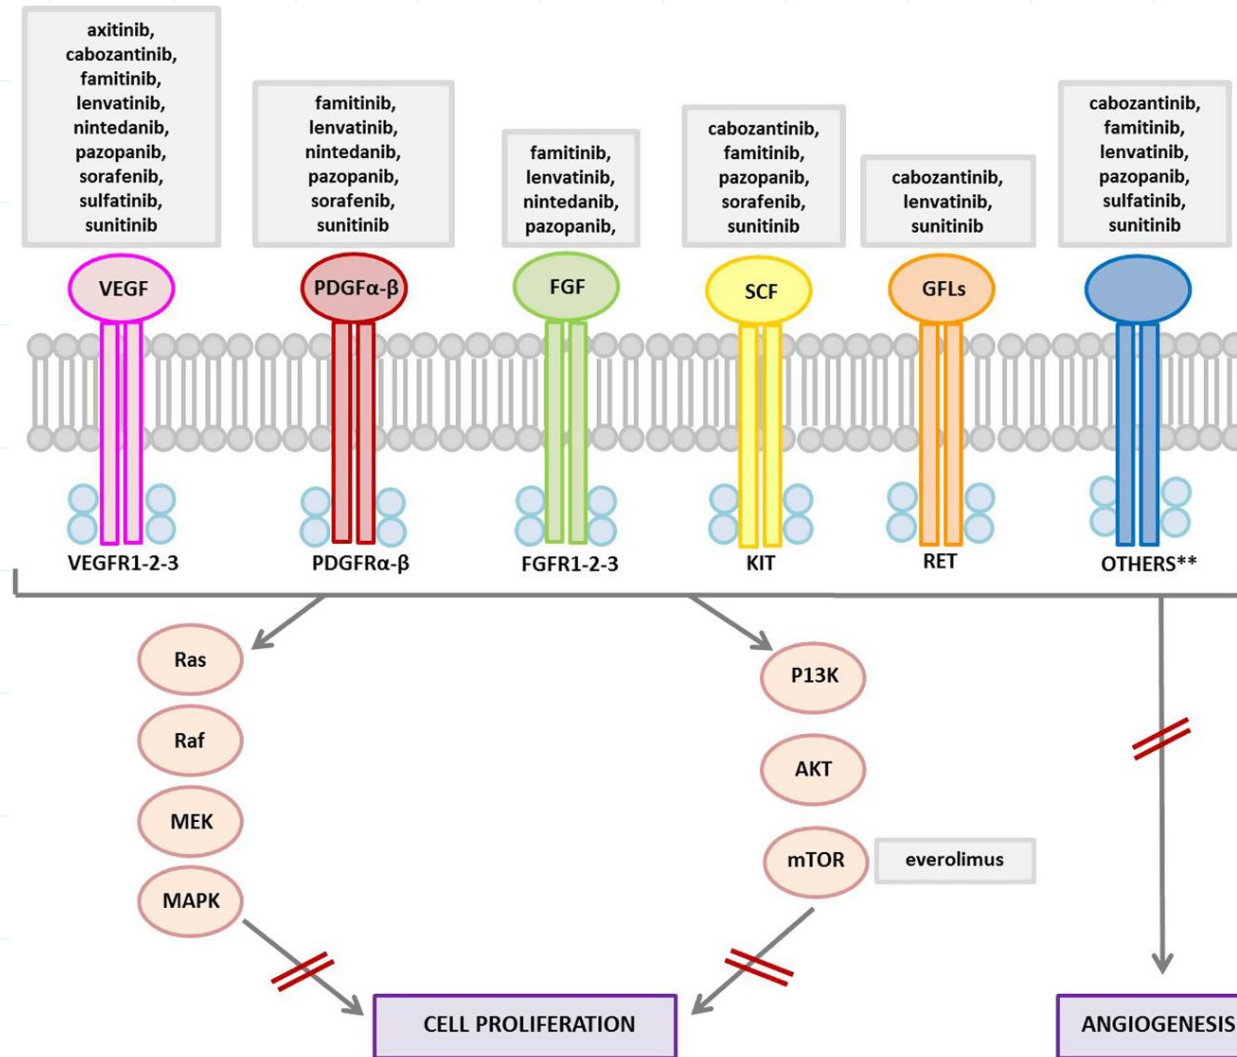 axitinib,
cabozantinib,
famitinib,
lenvatinib,
nintedanib,
pazopanib,
sorafenib,
sulfatinib,
sunitinib
famitinib,
lenvatinib,
nintedanib,
pazopanib,
sorafenib,
sunitinib
famitinib,
lenvatinib,
nintedanib,
pazopanib,
cabozantinib,
famitinib,
pazopanib,
sorafenib,
sunitinib
cabozantinib,
lenvatinib,
sunitinib
cabozantinib,
famitinib,
lenvatinib,
pazopanib,
sulfatinib,
sunitinib
VEGF
PDGFα-β
FGF
SCF
GFLs
VEGFR1-2-3
PDGFRα-β
FGFR1-2-3
KIT
RET
OTHERS**
Ras
Raf
MEK
MAPK
P13K
AKT
mTOR
everolimus
CELL PROLIFERATION
ANGIOGENESIS